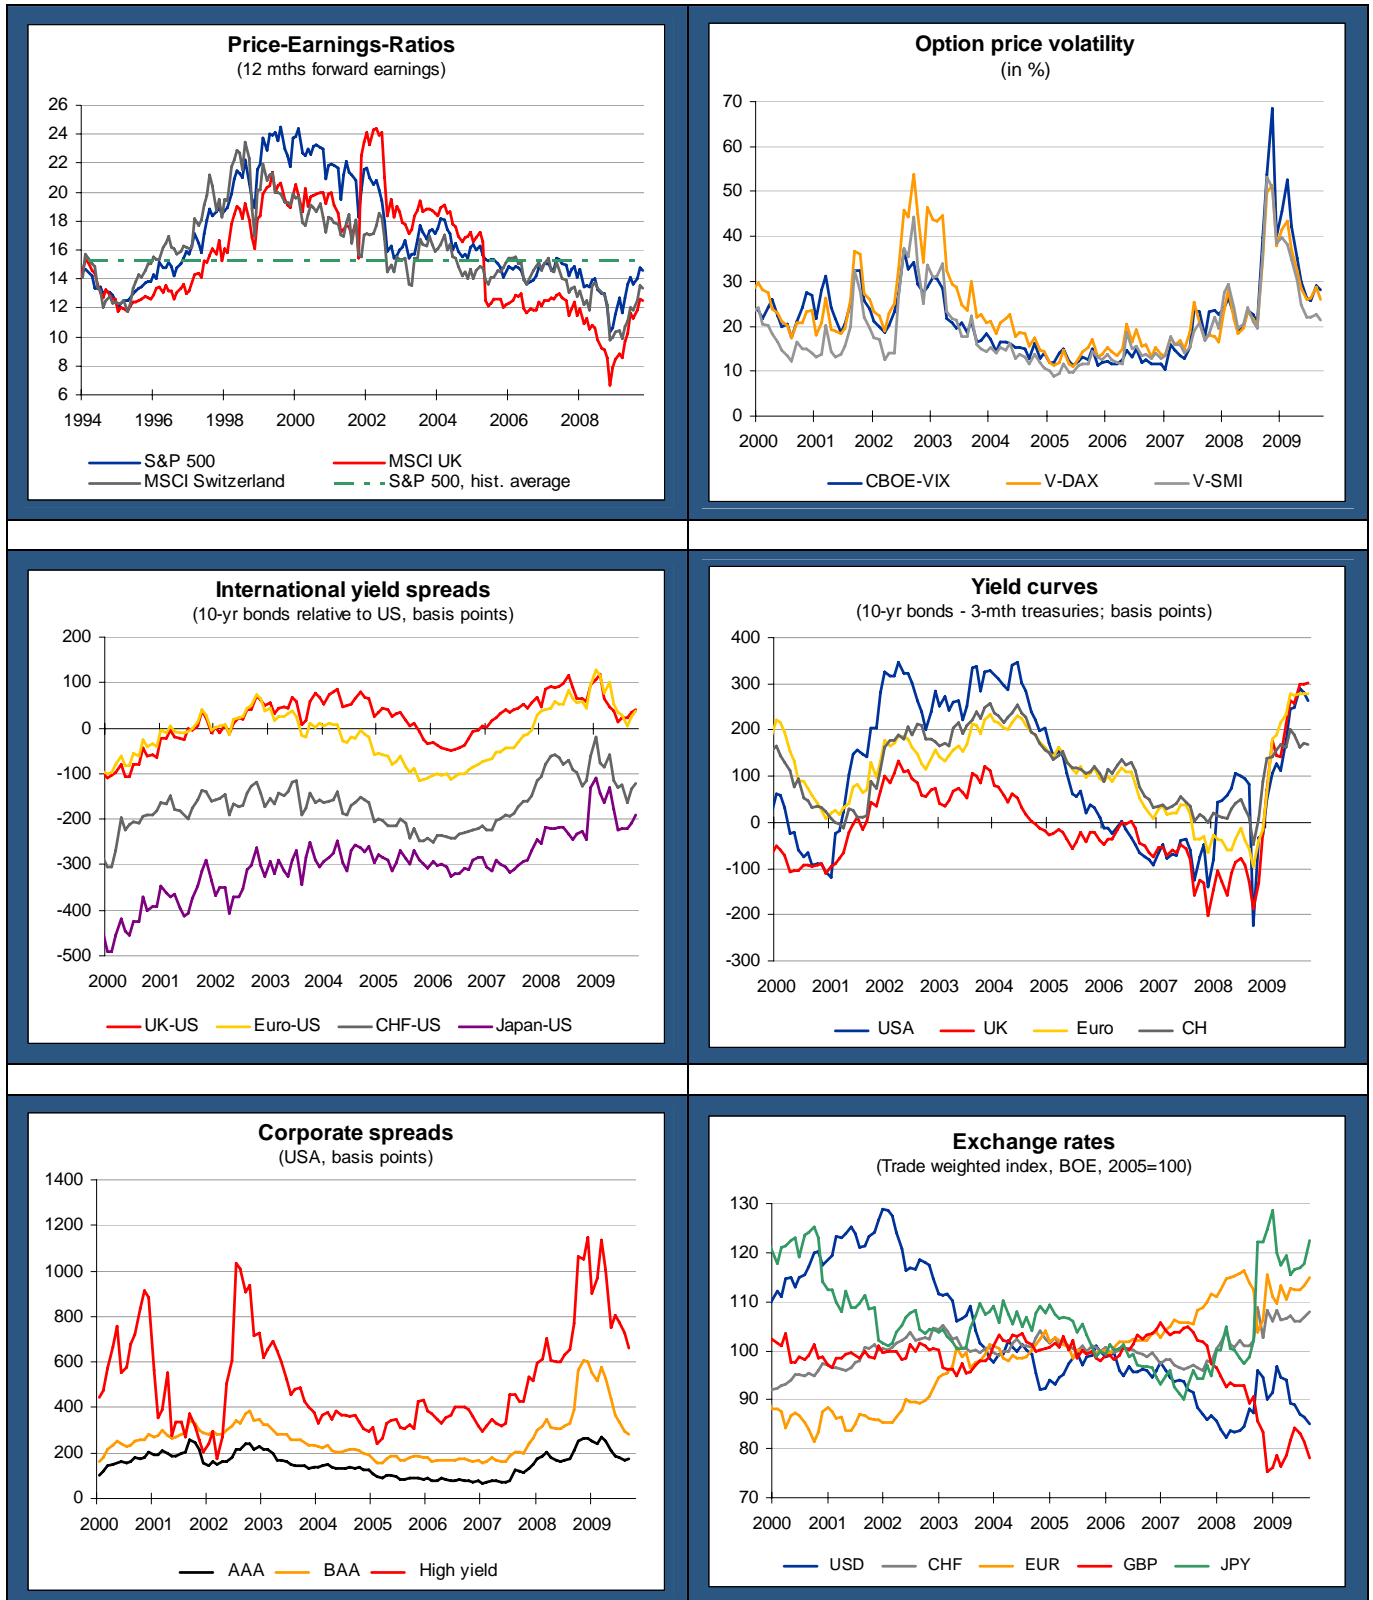 Price-Earnings-Ratios
(12 mths forward earnings)
26
24
22
20
18
16
14
12
10
8
6
1994 1996 1998 2000 2002 2004 2006 2008
S&P 500 MSCI UK
MSCI Switzerland S&P 500, hist. average
Option price volatility
(in %)
70
60
50
40
30
20
10
0
2000 2001 2002 2003 2004 2005 2006 2007 2008 2009
CBOE-VIX V-DAX V-SMI
International yield spreads
(10-yr bonds relative to US, basis points)
200
100
0
-100
-200
-300
-400
-500
2000 2001 2002 2003 2004 2005 2006 2007 2008 2009
UK-US Euro-US CHF-US Japan-US
Yield curves
(10-yr bonds - 3-mth treasuries; basis points)
400
300
200
100
0
-100
-200
-300
2000 2001 2002 2003 2004 2005 2006 2007 2008 2009
USA UK Euro CH
Corporate spreads
(USA, basis points)
1400
1200
1000
800
600
400
200
0
2000 2001 2002 2003 2004 2005 2006 2007 2008 2009
AAA BAA High yield
Exchange rates
(Trade weighted index, BOE, 2005=100)
130
120
110
100
90
80
70
2000 2001 2002 2003 2004 2005 2006 2007 2008 2009
USD CHF EUR GBP JPY